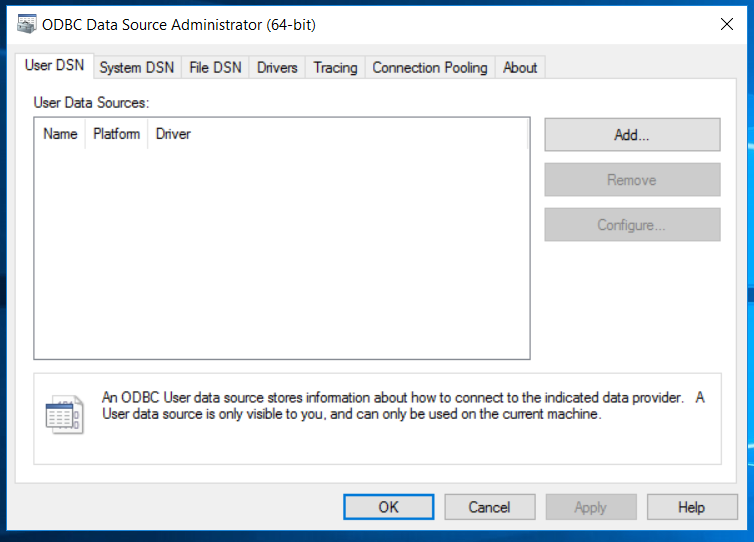 ODBC Data Source Administrator (64-bit)
User DSN System DSN File DSN Drivers Tracing Connection Pooling About
User Data Sources:
Name Platform Driver
Add...
Remove
Configure...
An ODBC User data source stores information about how to connect to the indicated data provider. A
User data source is only visible to you, and can only be used on the current machine.
OK Cancel Apply Help